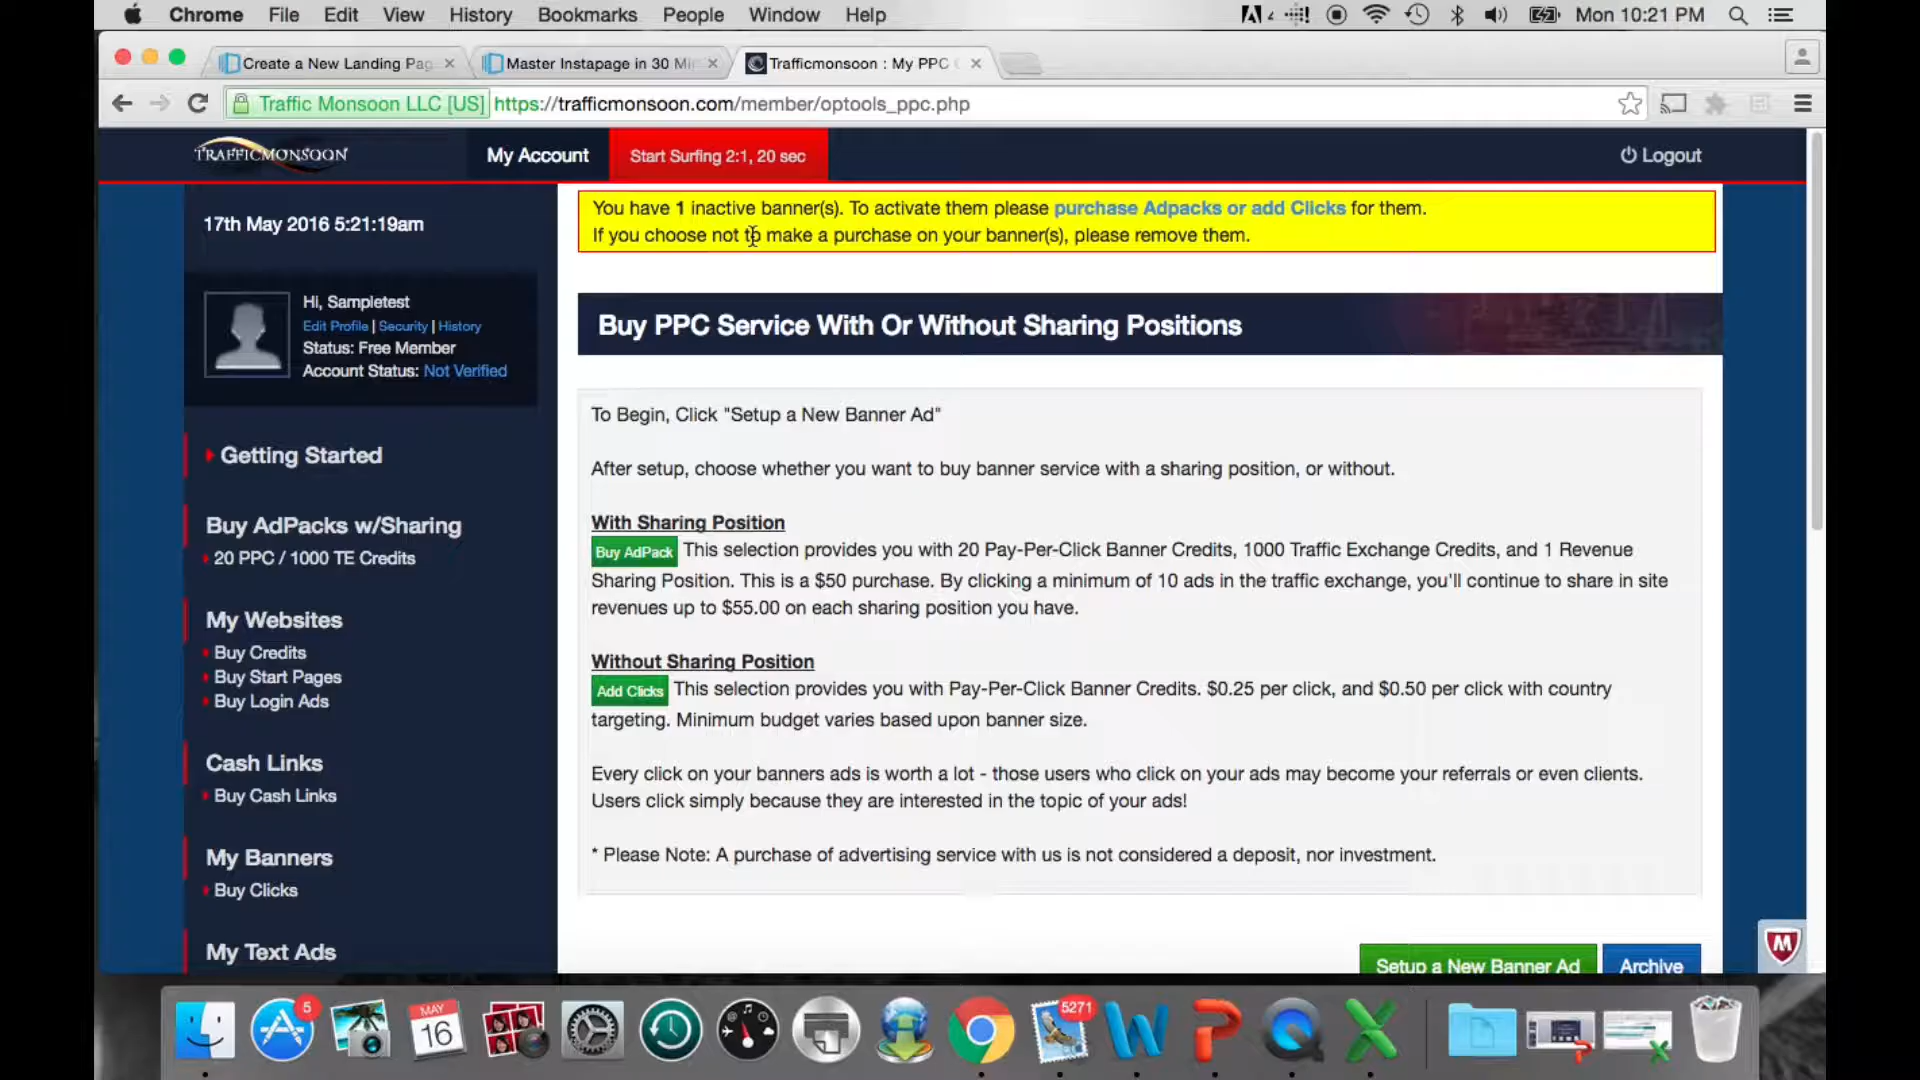 Chrome File Edit View History Bookmarks People Window Help Mon 10:21 PM
Create a New Landing Pag Master Instapage in 30 Mi Trafficmonsoon : My PPC
Traffic Monsoon LLC [US] https://trafficmonsoon.com/member/optools_ppc.php
TRAFFICMONSOON My Account Start Surfing 2:1, 20 sec Logout
17th May 2016 5:21:19am
Hi, Sampletest
Edit Profile | Security | History
Status: Free Member
Account Status: Not Verified
Getting Started
Buy AdPacks w/Sharing
20 PPC / 1000 TE Credits
My Websites
Buy Credits
Buy Start Pages
Buy Login Ads
Cash Links
Buy Cash Links
My Banners
Buy Clicks
My Text Ads
You have 1 inactive banner(s). To activate them please purchase Adpacks or add Clicks for them.
If you choose not to make a purchase on your banner(s), please remove them.
Buy PPC Service With Or Without Sharing Positions
To Begin, Click "Setup a New Banner Ad"
After setup, choose whether you want to buy banner service with a sharing position, or without.
With Sharing Position
Buy AdPack This selection provides you with 20 Pay-Per-Click Banner Credits, 1000 Traffic Exchange Credits, and 1 Revenue
Sharing Position. This is a $50 purchase. By clicking a minimum of 10 ads in the traffic exchange, you'll continue to share in site
revenues up to $55.00 on each sharing position you have.
Without Sharing Position
Add Clicks This selection provides you with Pay-Per-Click Banner Credits. $0.25 per click, and $0.50 per click with country
targeting. Minimum budget varies based upon banner size.
Every click on your banners ads is worth a lot - those users who click on your ads may become your referrals or even clients.
Users click simply because they are interested in the topic of your ads!
* Please Note: A purchase of advertising service with us is not considered a deposit, nor investment.
Setup a New Banner Ad Archive
5
MAY
16
5271